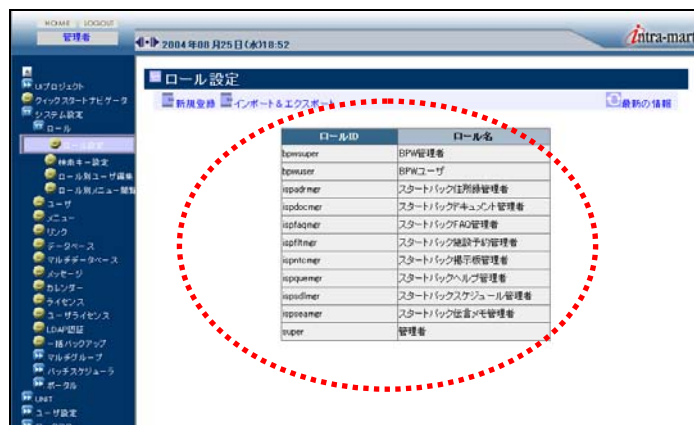 HOME | LOGOUT
管理者
2004年08月25日(水)18:52
intra-mart
ロール設定
新規登録 インポート&エクスポート
最新の情報
UIプロジェクト
クイックスタートナビゲータ
システム設定
ロール
ロール設定
検索キー設定
ロール別ユーザ編集
ロール別メニュー閲覧
ユーザ
メニュー
リンク
データベース
マルチデータベース
メッセージ
カレンダー
ライセンス
ユーザライセンス
LDAP認証
一括バックアップ
マルチグループ
バッチスケジューラ
ポータル
UNIT
ユーザ設定
ロールID ロール名
bpwsuper BPW管理者
bpwuser BPWユーザ
ispadrmer スタートパック住所録管理者
ispdocmer スタートパックドキュメント管理者
ispfaqmer スタートパックFAQ管理者
ispfltmer スタートパック施設予約管理者
ispntcmer スタートパック掲示板管理者
ispquemer スタートパックヘルプ管理者
ispsdlmer スタートパックスケジュール管理者
ispseamer スタートパック伝言メモ管理者
super 管理者